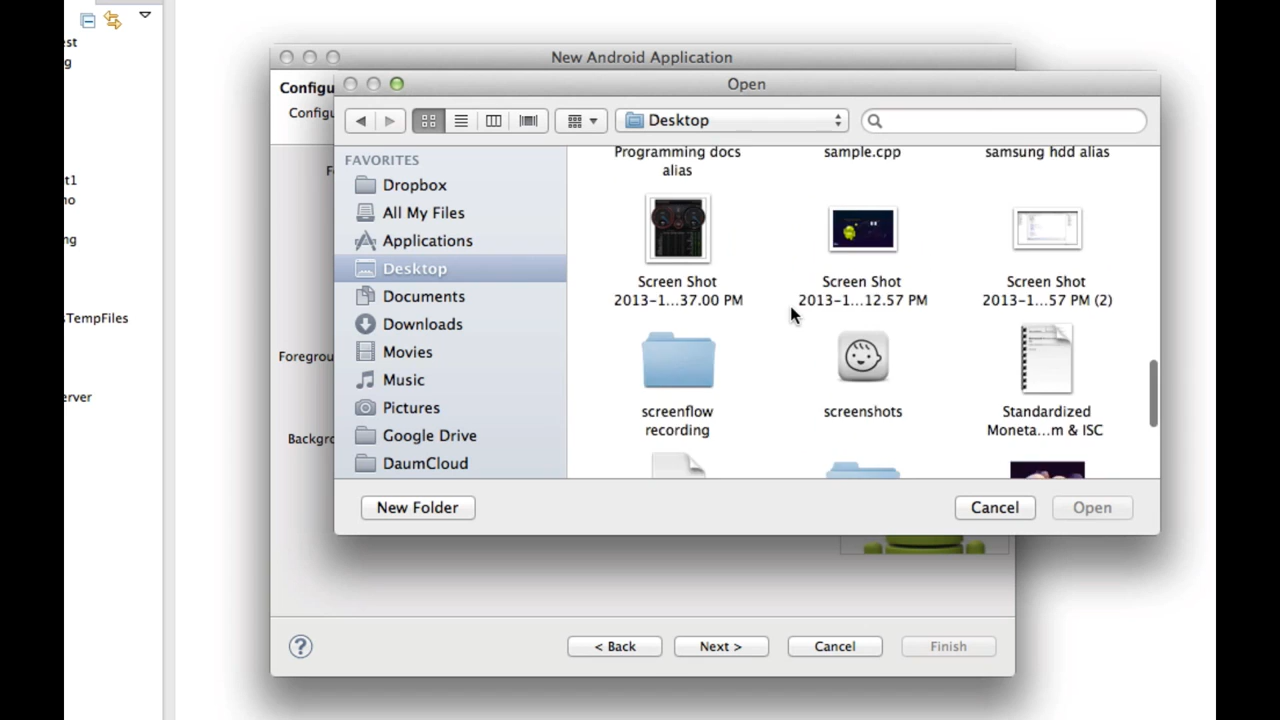 est
g
t1
no
ng
sTempFiles
erver
New Android Application
Configu
Configu
F
Foregrou
Backgro
Open
Desktop
FAVORITES
Dropbox
All My Files
Applications
Desktop
Documents
Downloads
Movies
Music
Pictures
Google Drive
DaumCloud
Programming docs
alias
sample.cpp
samsung hdd alias
Screen Shot
2013-1...37.00 PM
Screen Shot
2013-1...12.57 PM
Screen Shot
2013-1...57 PM (2)
screenflow
recording
screenshots
Standardized
Moneta...m & ISC
New Folder
Cancel
Open
?
< Back
Next >
Cancel
Finish